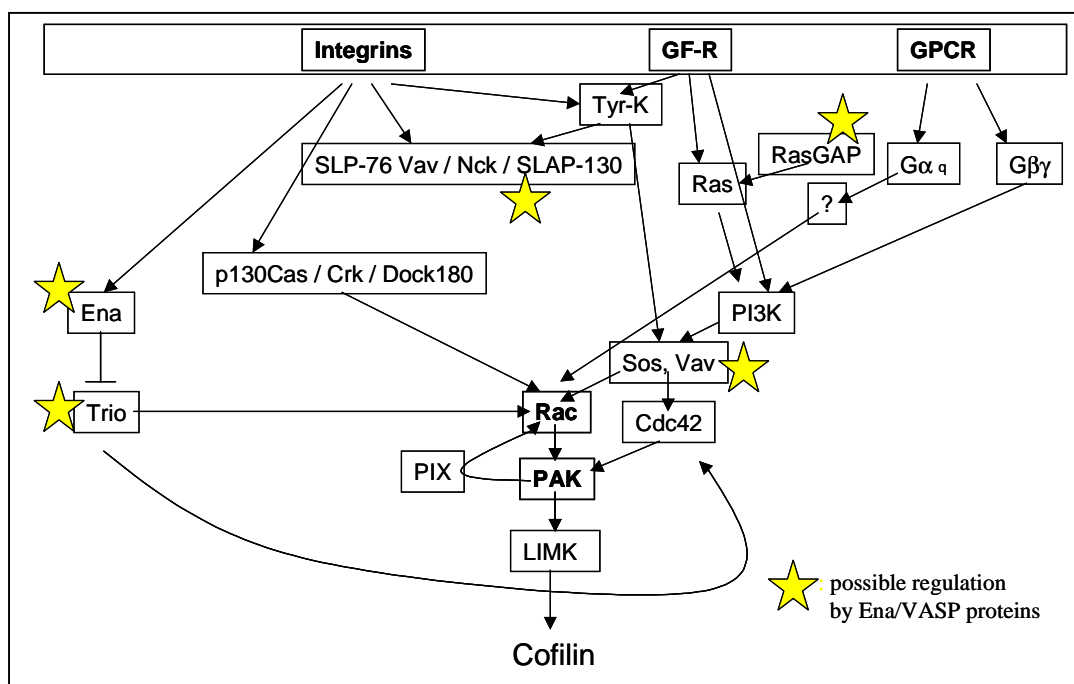 Integrins
GF-R
GPCR
Tyr-K
SLP-76 Vav / Nck / SLAP-130
RasGAP
Ras
Gα q
Gβγ
?
p130Cas / Crk / Dock180
Ena
PI3K
Sos, Vav
Trio
Rac
Cdc42
PIX
PAK
LIMK
: possible regulation
by Ena/VASP proteins
Cofilin